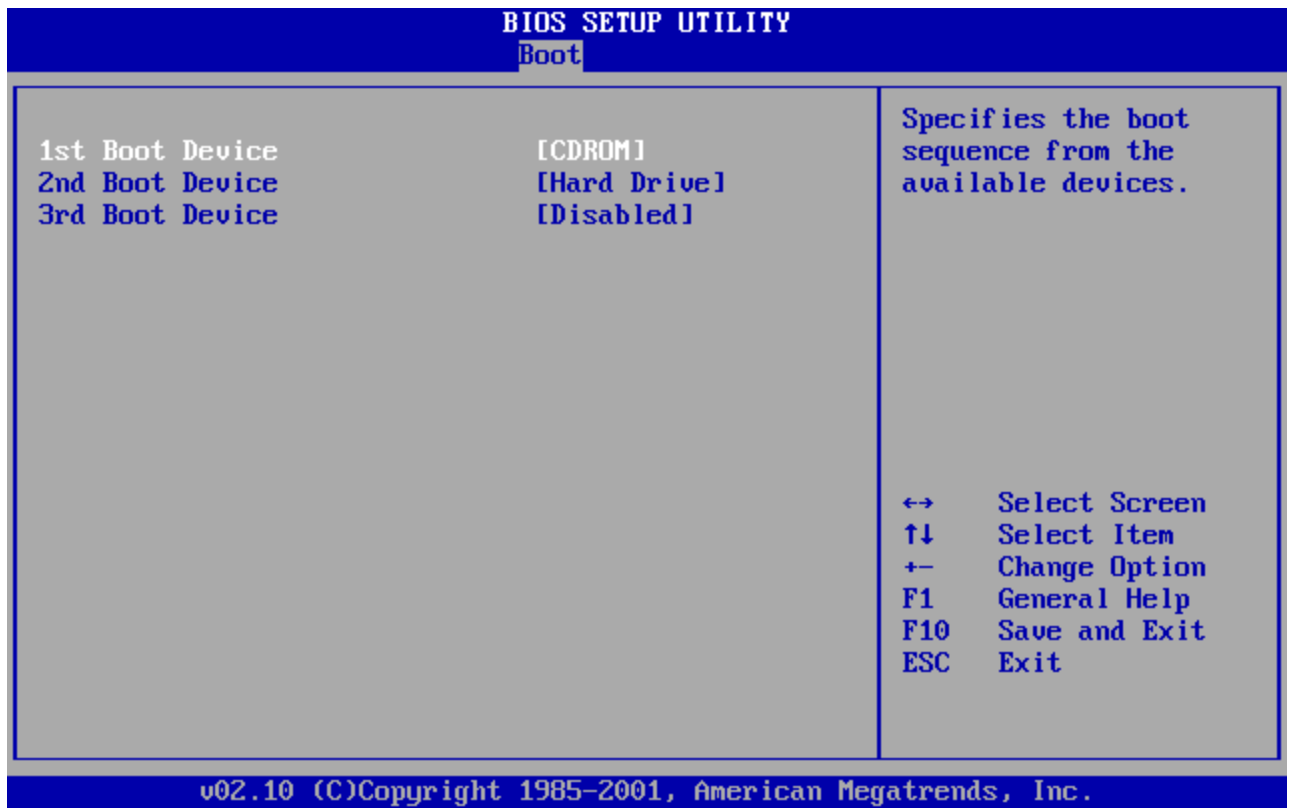 BIOS SETUP UTILITY
Boot
1st Boot Device [CDROM]
2nd Boot Device [Hard Drive]
3rd Boot Device [Disabled]
Specifies the boot
sequence from the
available devices.
←→ Select Screen
↑↓ Select Item
+- Change Option
F1 General Help
F10 Save and Exit
ESC Exit
v02.10 (C)Copyright 1985-2001, American Megatrends, Inc.